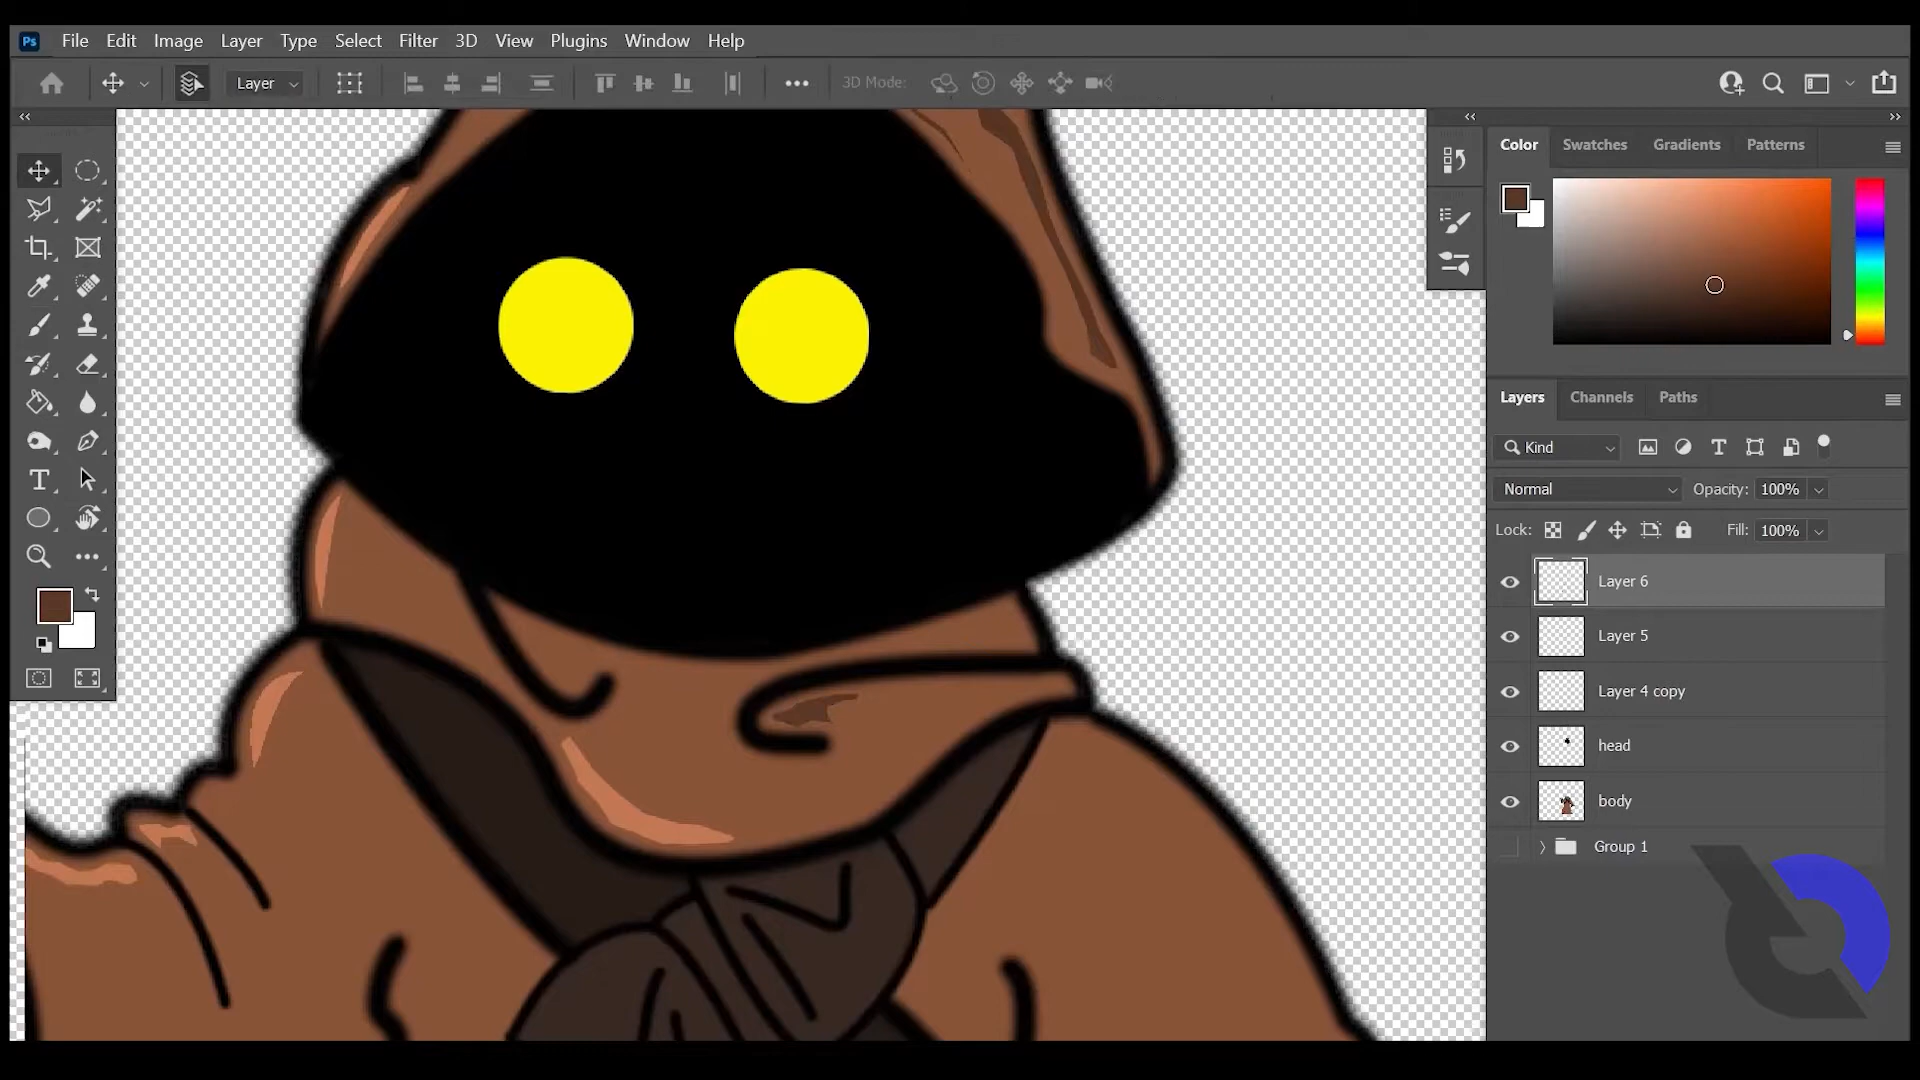 Ps File Edit Image Layer Type Select Filter 3D View Plugins Window Help
Layer 3D Mode:
Color Swatches Gradients Patterns
Layers Channels Paths
Kind
Normal Opacity: 100%
Lock: Fill: 100%
Layer 6
Layer 5
Layer 4 copy
head
body
Group 1